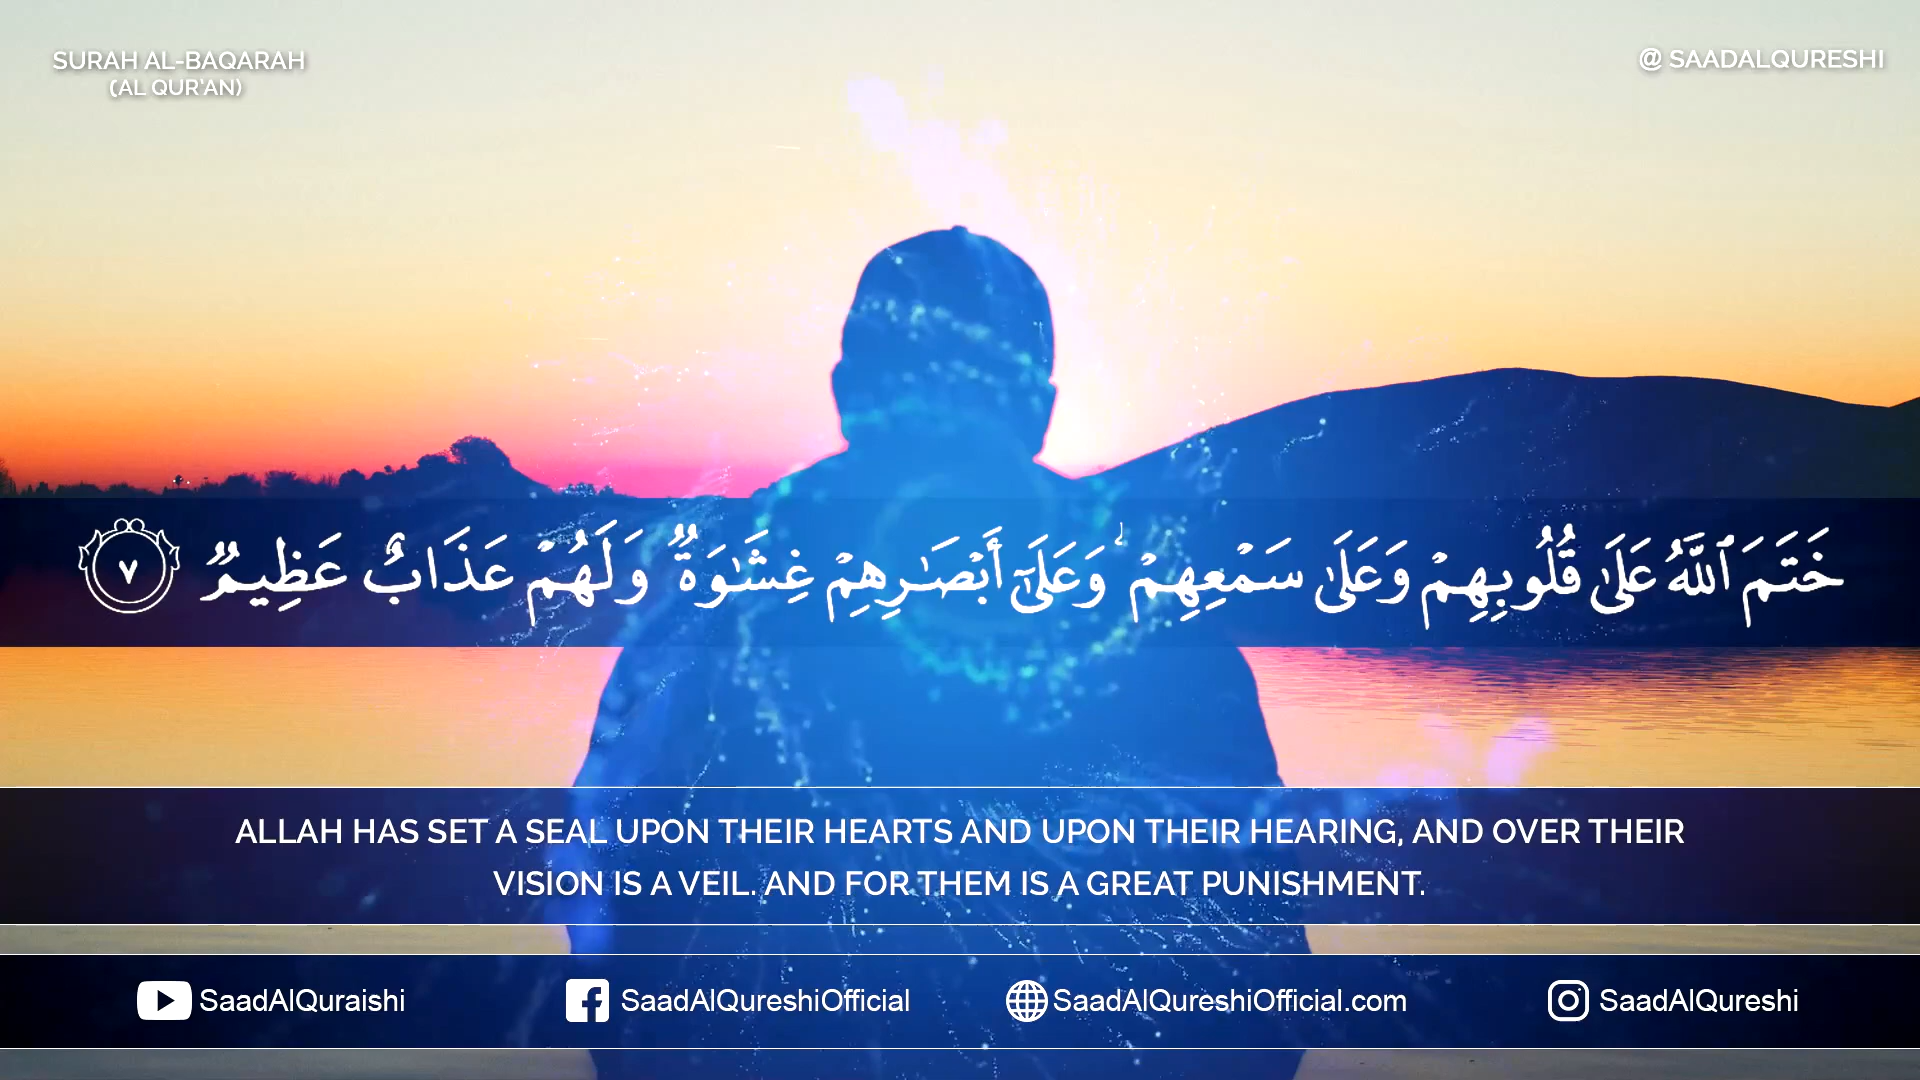 SURAH AL-BAQARAH
(AL QUR'AN)
@ SAADALQURESHI
خَتَمَ ٱللَّهُ عَلَىٰ قُلُوبِهِمْ وَعَلَىٰ سَمْعِهِمْ ۖ وَعَلَىٰٓ أَبْصَـٰرِهِمْ غِشَـٰوَةٌ ۖ وَلَهُمْ عَذَابٌ عَظِيمٌ ٧
ALLAH HAS SET A SEAL UPON THEIR HEARTS AND UPON THEIR HEARING, AND OVER THEIR
VISION IS A VEIL. AND FOR THEM IS A GREAT PUNISHMENT.
SaadAlQuraishi
SaadAlQureshiOfficial
SaadAlQureshiOfficial.com
SaadAlQureshi